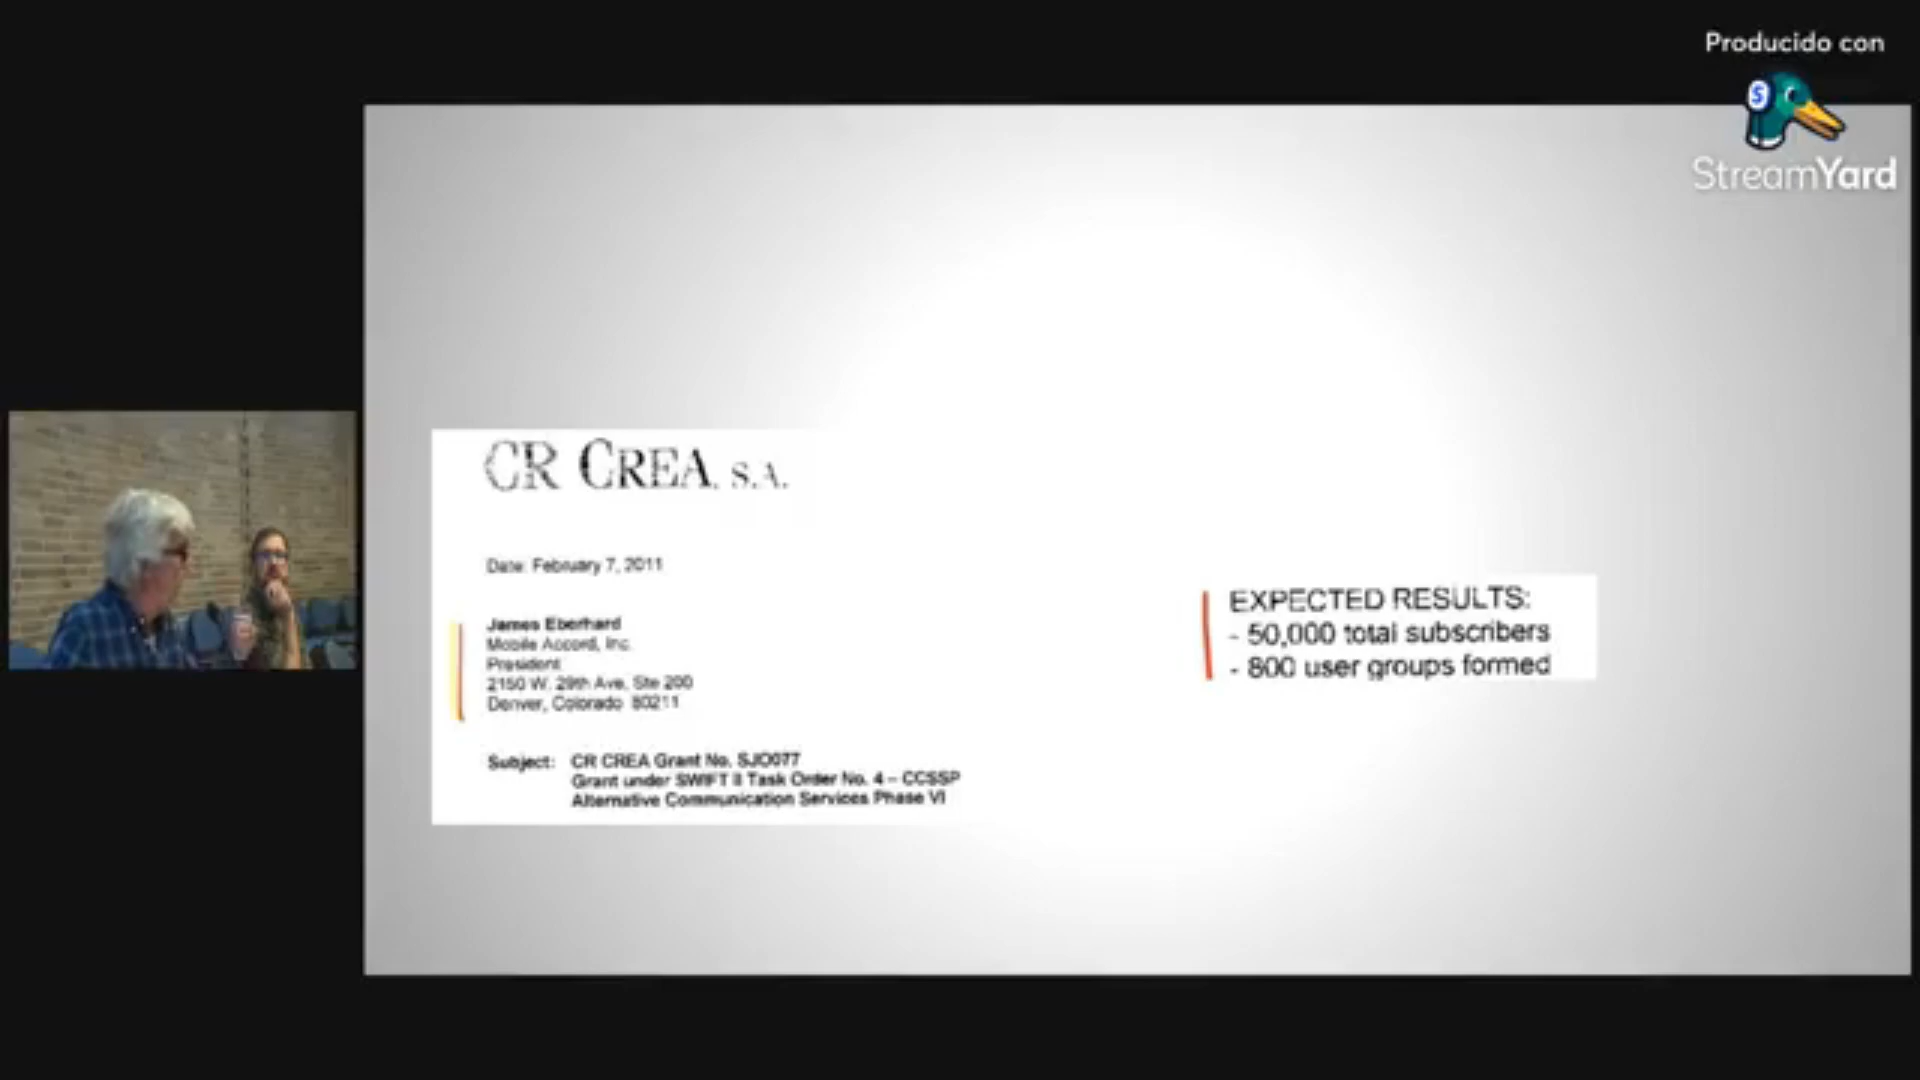 Producido con
StreamYard
CR CREA, S.A.
Date: February 7, 2011
James Eberhard
Mobile Accord, Inc.
President
2150 W. 29th Ave, Ste 200
Denver, Colorado 80211
Subject: CR CREA Grant No. SJO077
Grant under SWIFT II Task Order No. 4 – CCSSP
Alternative Communication Services Phase VI
EXPECTED RESULTS:
- 50,000 total subscribers
- 800 user groups formed